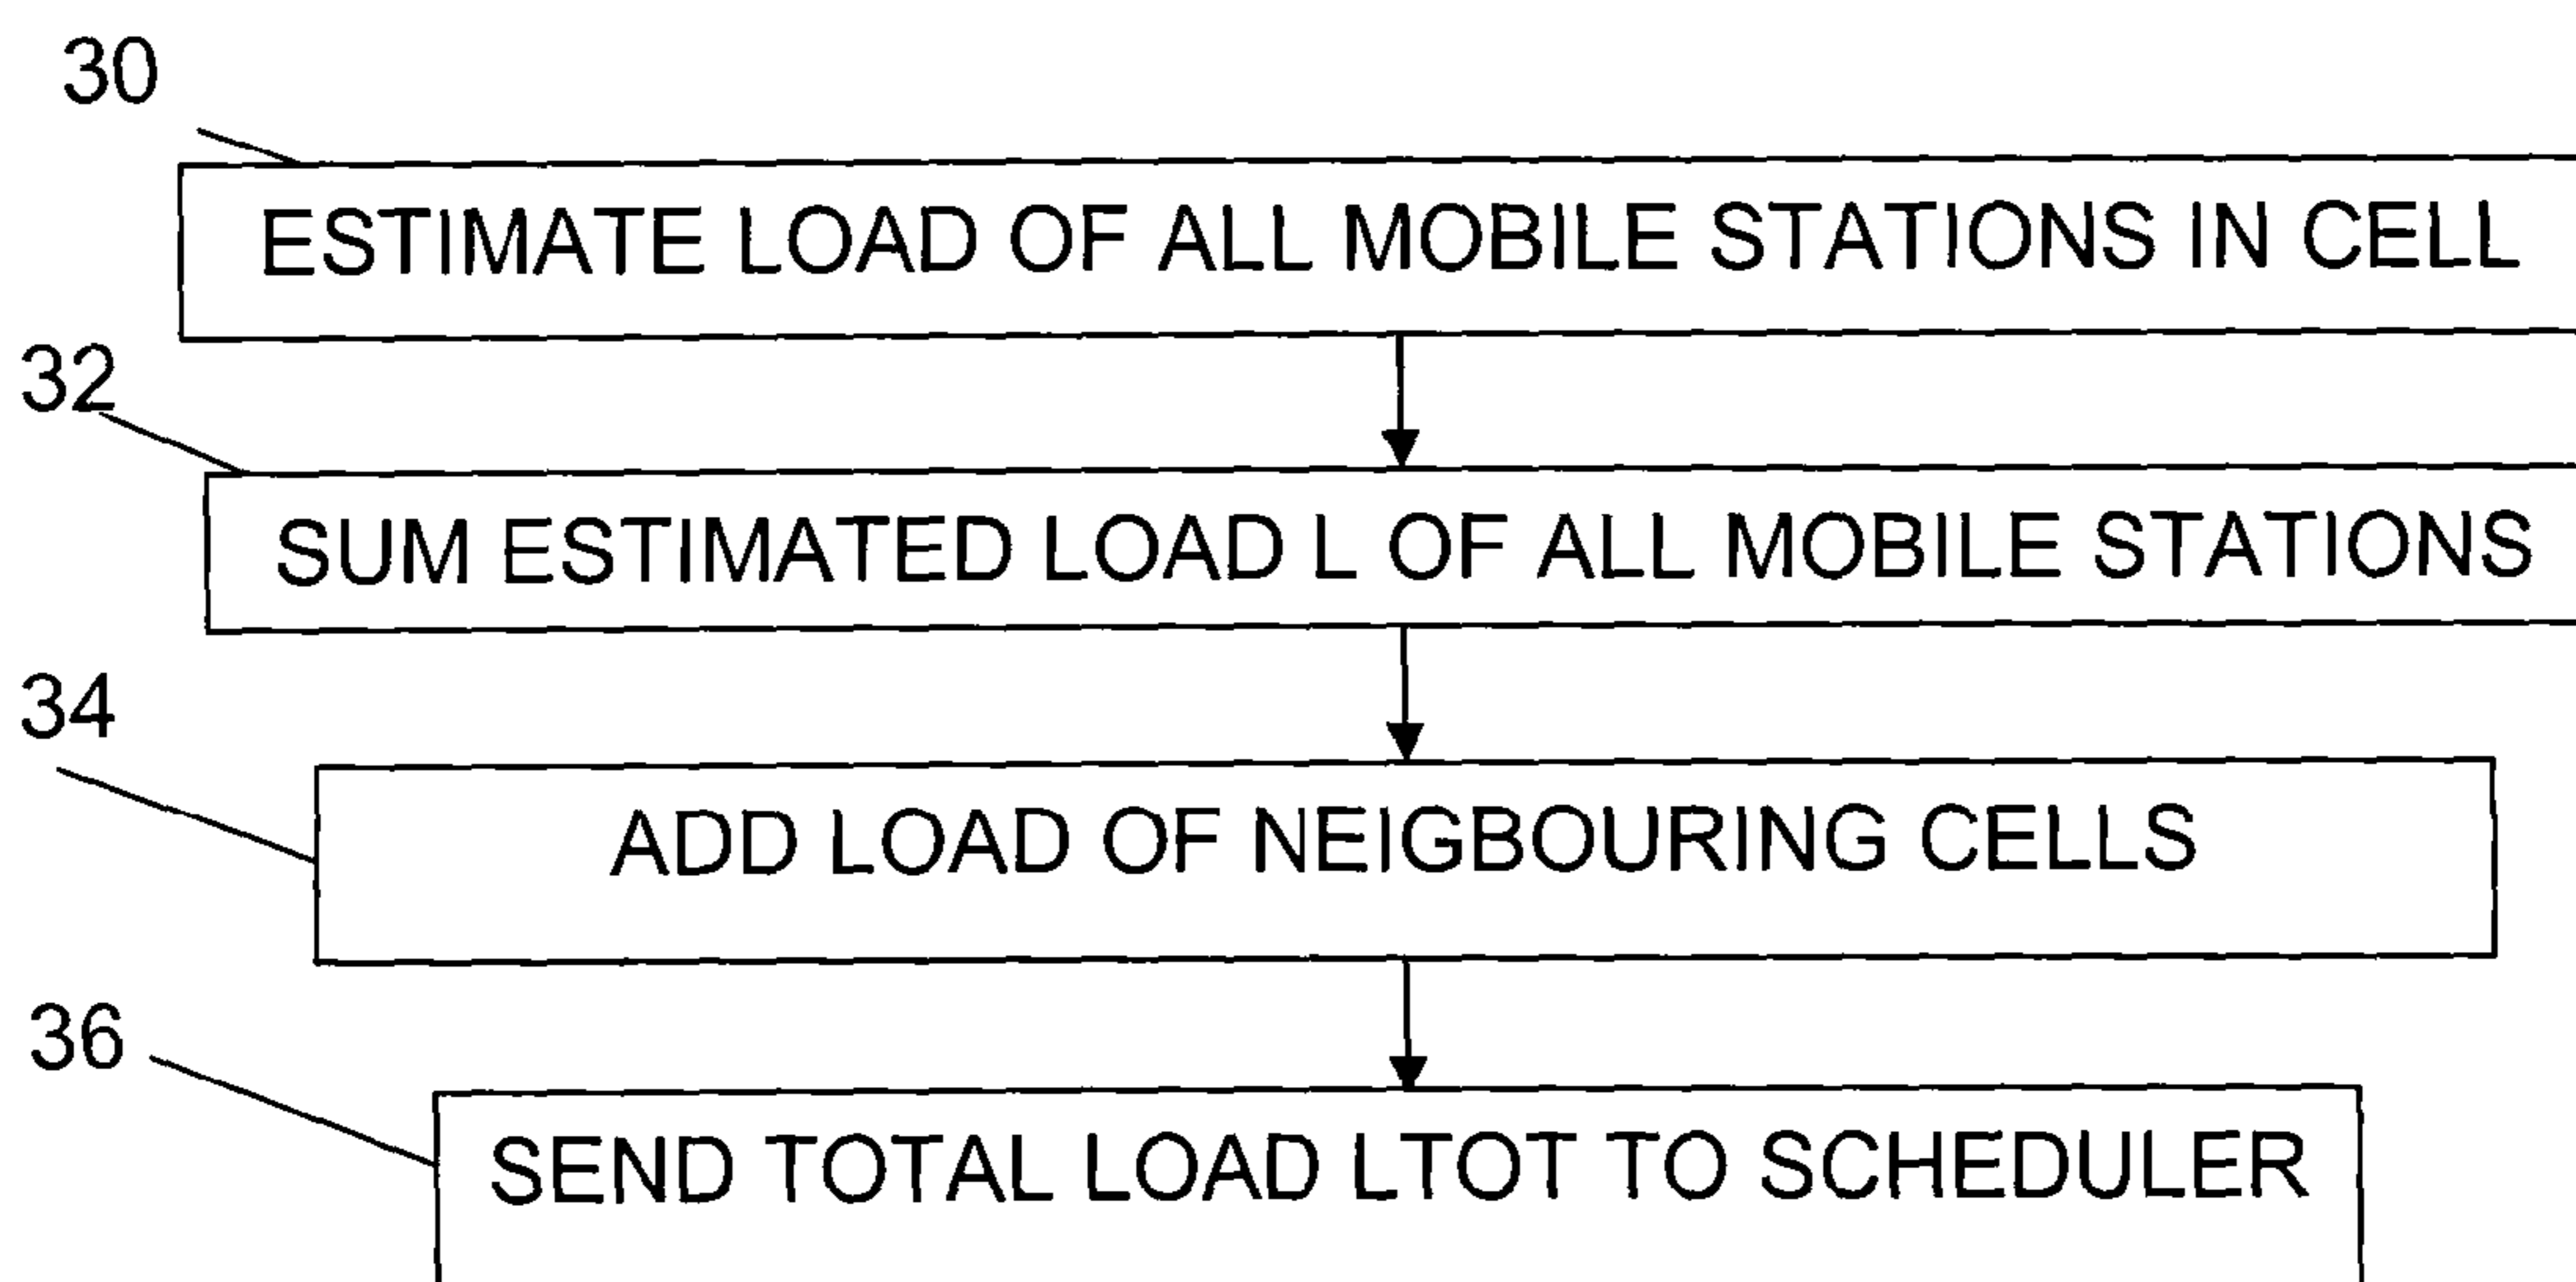 30
ESTIMATE LOAD OF ALL MOBILE STATIONS IN CELL
32
SUM ESTIMATED LOAD L OF ALL MOBILE STATIONS
34
ADD LOAD OF NEIGBOURING CELLS
36
SEND TOTAL LOAD LTOT TO SCHEDULER